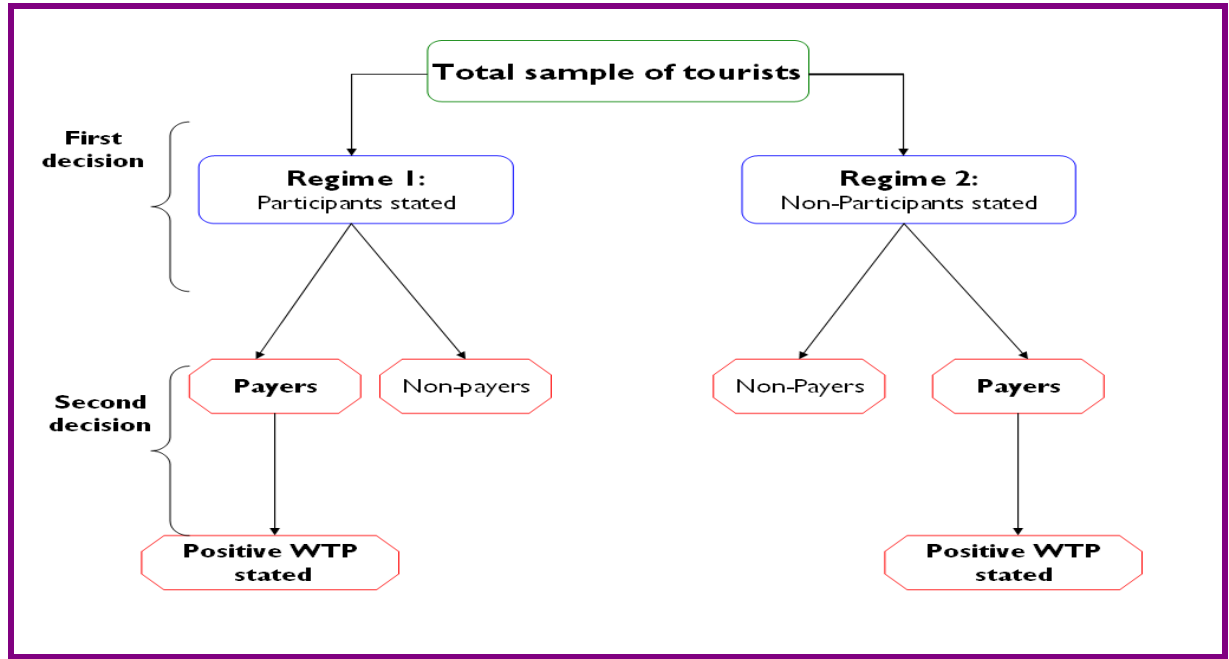 Total sample of tourists
First
decision
Regime 1:
Participants stated
Regime 2:
Non-Participants stated
Second
decision
Payers
Non-payers
Non-Payers
Payers
Positive WTP
stated
Positive WTP
stated